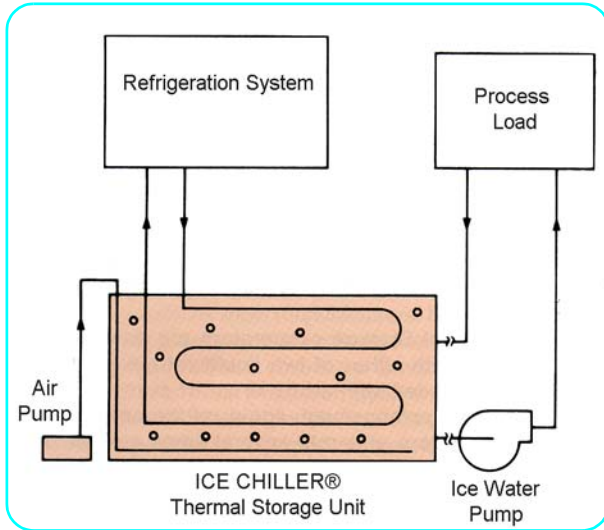 Refrigeration System
Process
Load
Air
Pump
ICE CHILLER®
Thermal Storage Unit
Ice Water
Pump